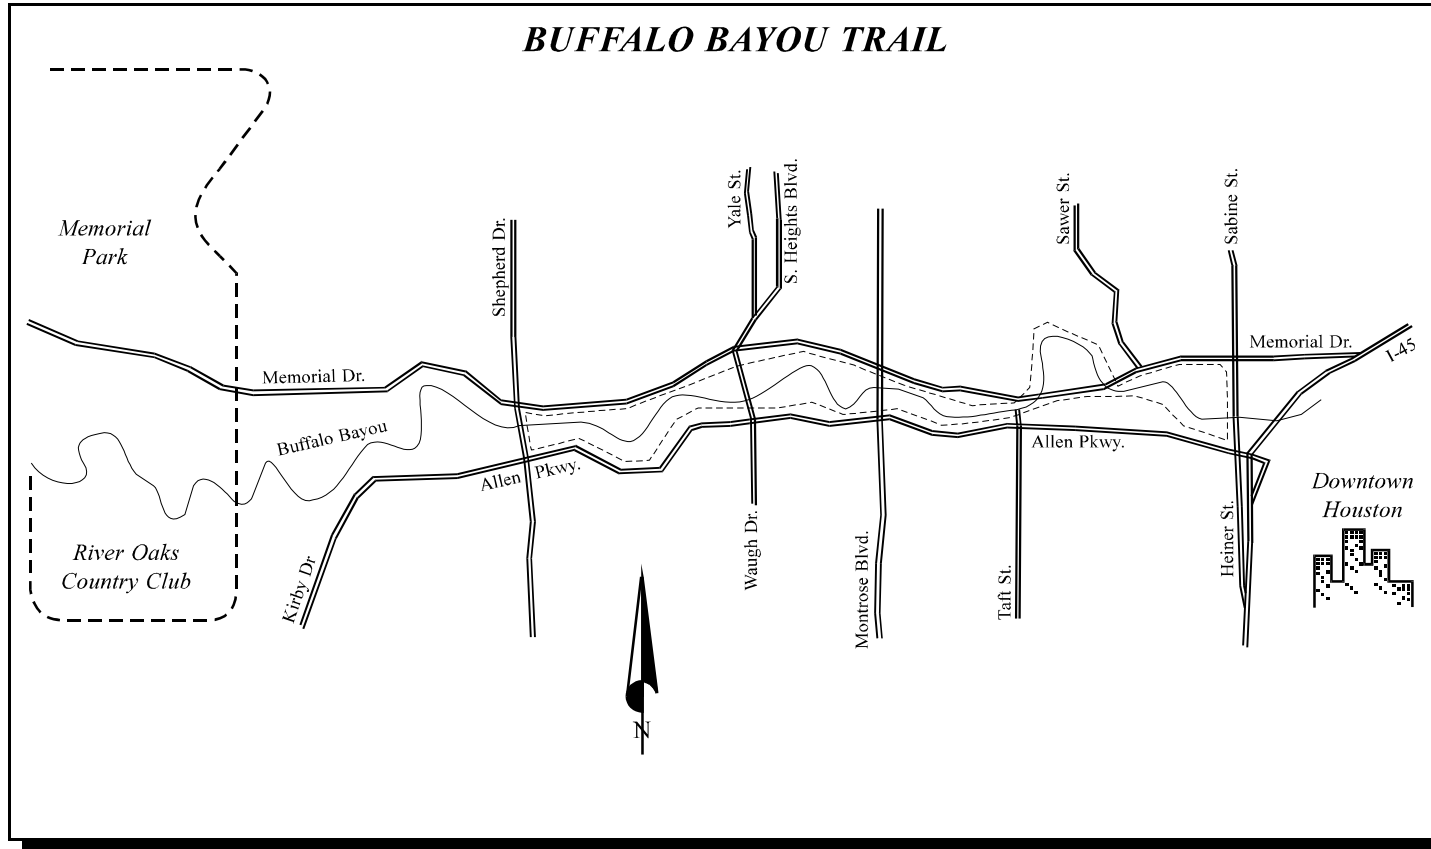 BUFFALO BAYOU TRAIL
Memorial
Park
Shepherd Dr.
Yale St.
S. Heights Blvd.
Sawer St.
Sabine St.
Memorial Dr.
I-45
Memorial Dr.
Buffalo Bayou
Allen Pkwy.
Allen Pkwy.
Downtown
Houston
River Oaks
Country Club
Kirby Dr
Waugh Dr.
Montrose Blvd.
Taft St.
Heiner St.
N